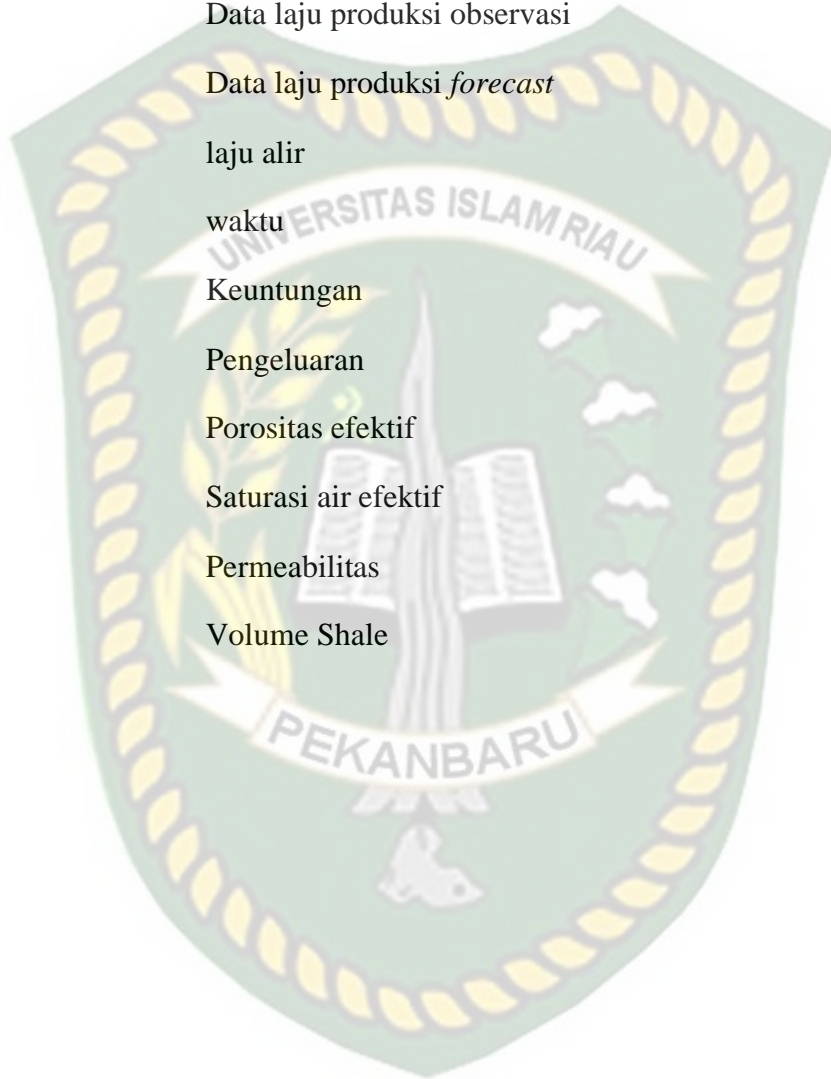 Data laju produksi observasi
Data laju produksi forecast
laju alir
UNIVERSITAS ISLAM RIAU
waktu
Keuntungan
Pengeluaran
Porositas efektif
Saturasi air efektif
Permeabilitas
Volume Shale
PEKANBARU